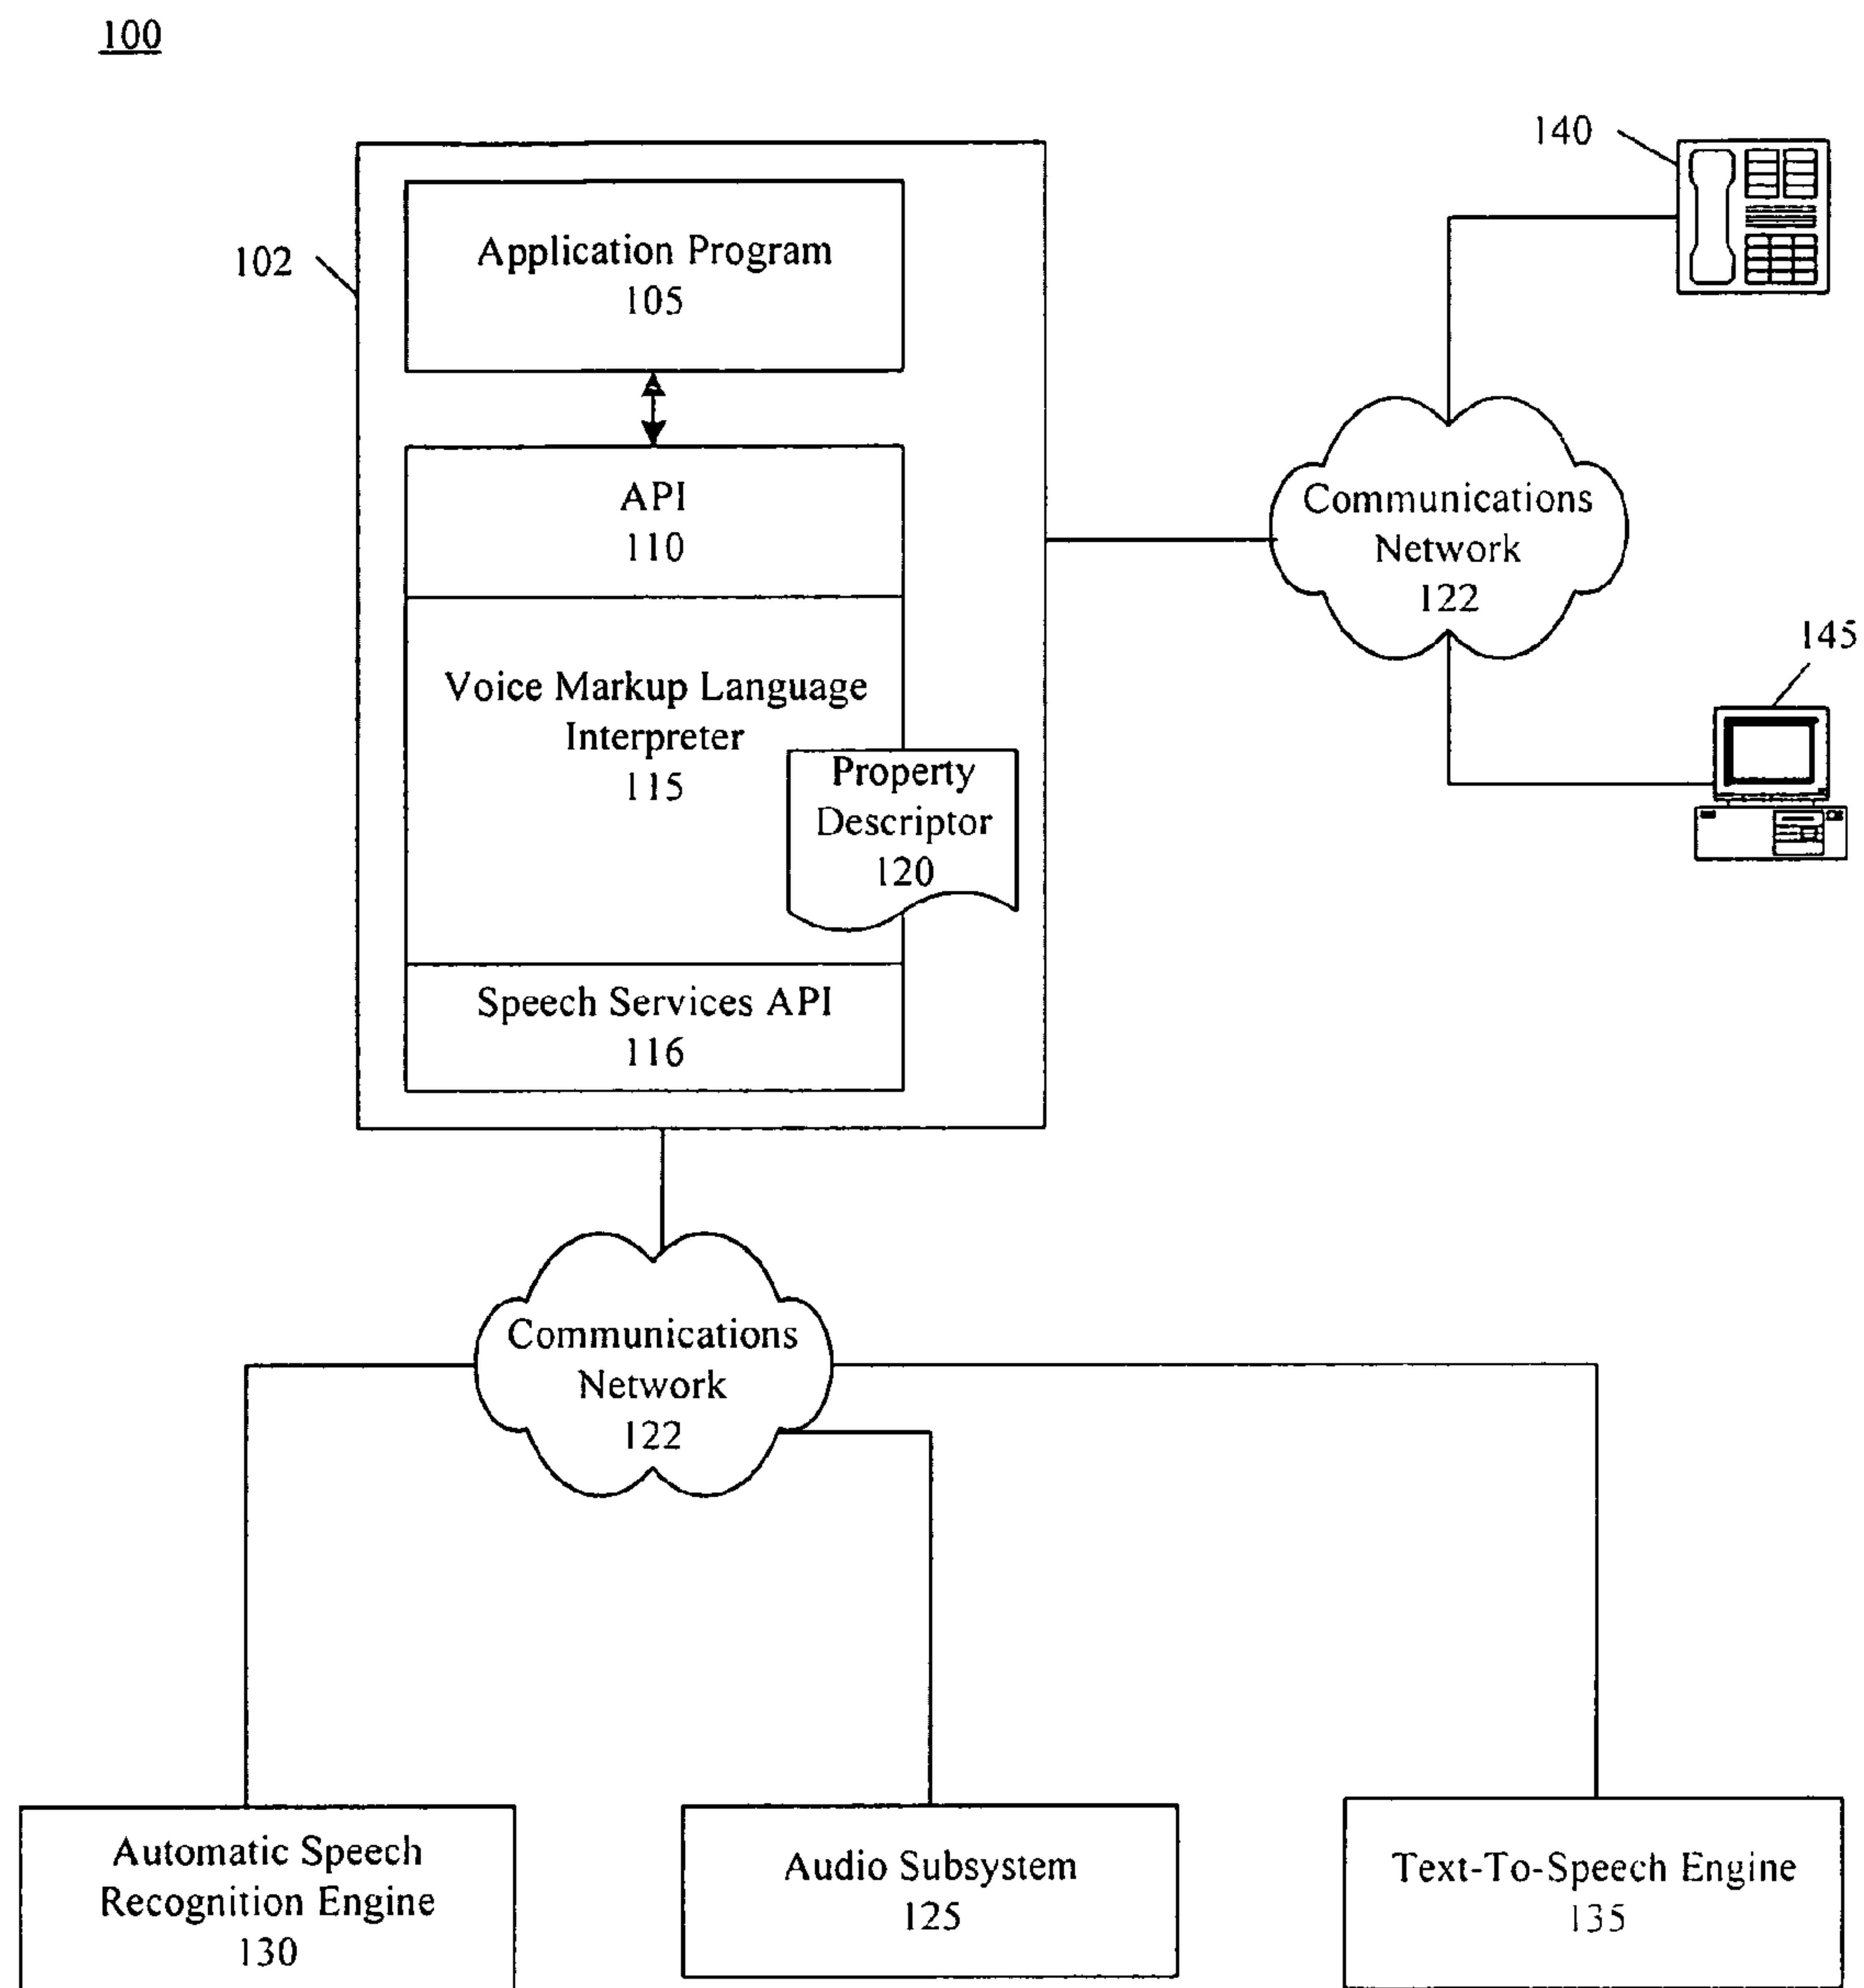 100
140
102
Application Program
105
API
110
Communications
Network
122
Voice Markup Language
Interpreter
115
145
Property
Descriptor
120
Speech Services API
116
Communications
Network
122
Automatic Speech
Recognition Engine
130
Audio Subsystem
125
Text-To-Speech Engine
135